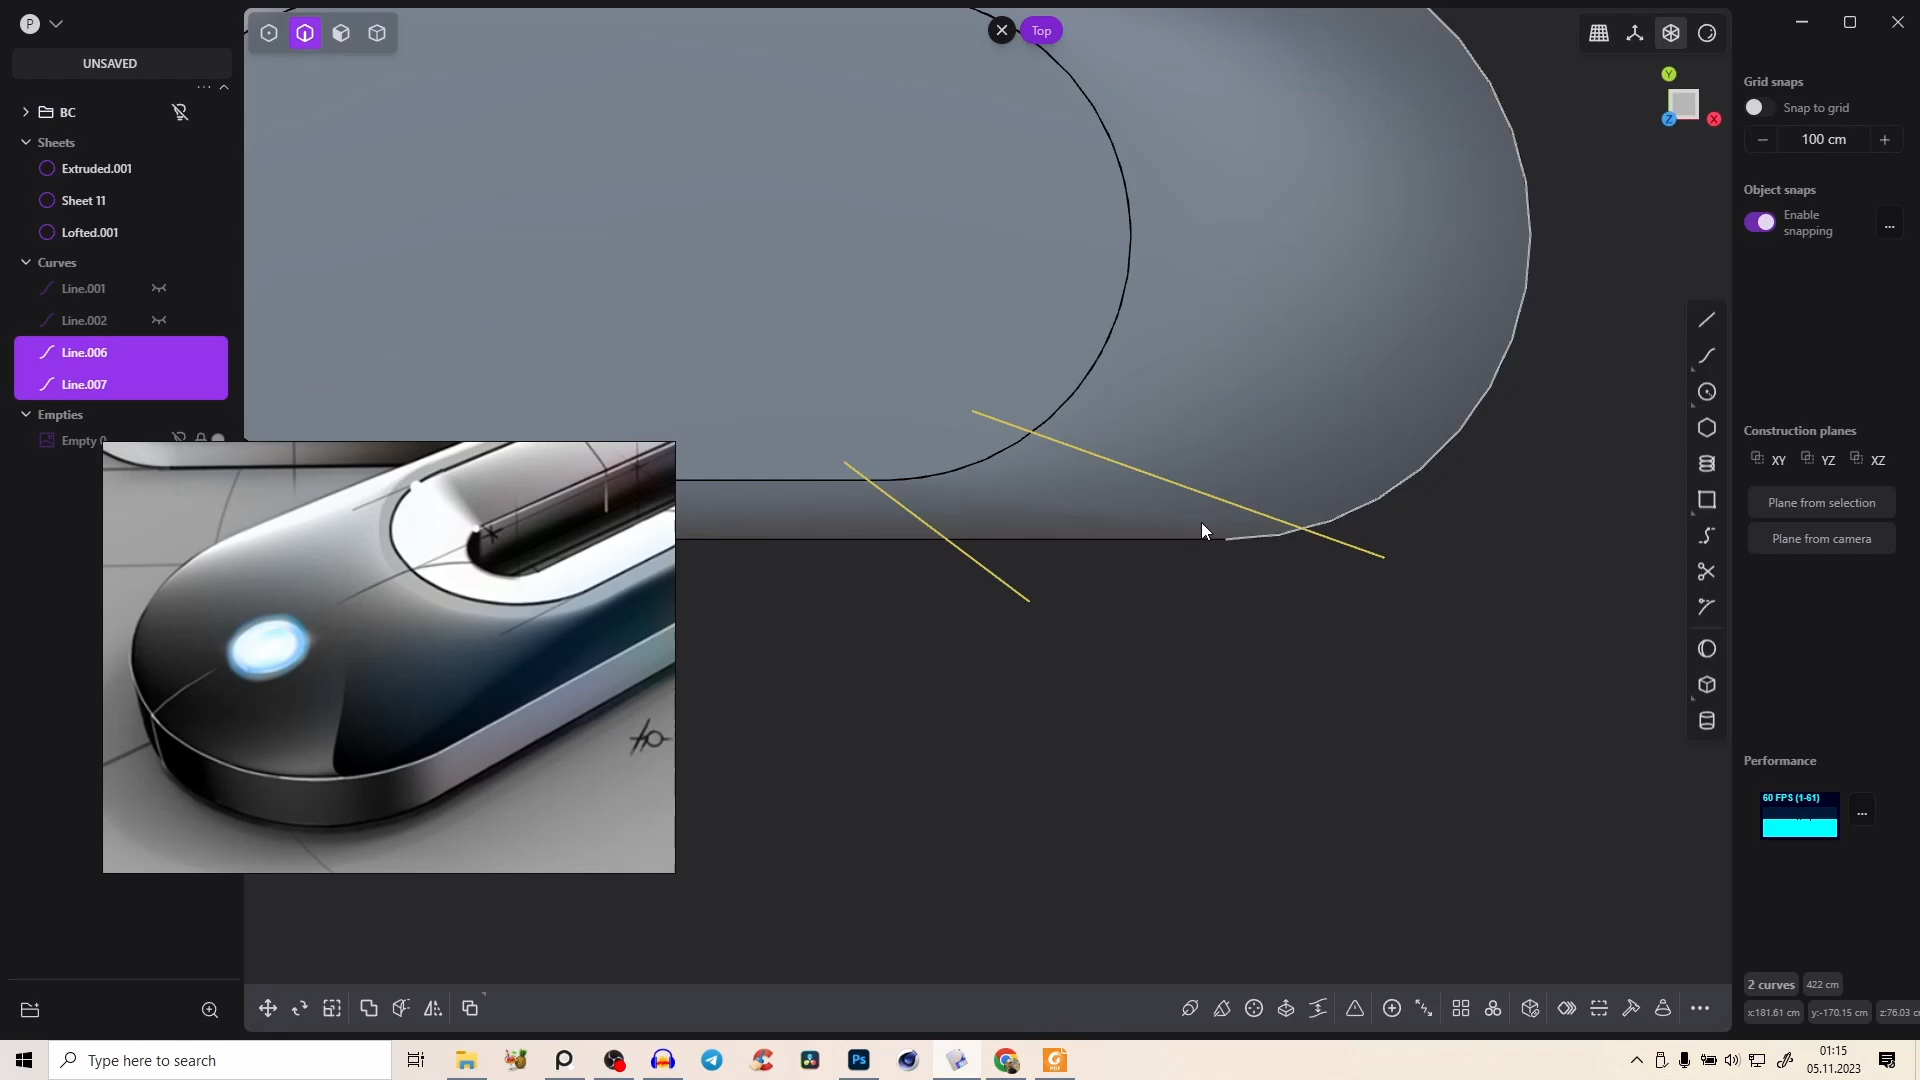 P
UNSAVED
BC
Sheets
Extruded.001
Sheet 11
Lofted.001
Curves
Line.001
Line.002
Line.006
Line.007
Empties
Empty 0
Top
Y
Z
X
Grid snaps
Snap to grid
100 cm
Object snaps
Enable
snapping
...
Construction planes
XY
YZ
XZ
Plane from selection
Plane from camera
Performance
60 FPS (1-61)
...
2 curves
422 cm
x:181.61 cm
y:-170.15 cm
z:76.03 c
Type here to search
Ps
PDF
01:15
05.11.2023